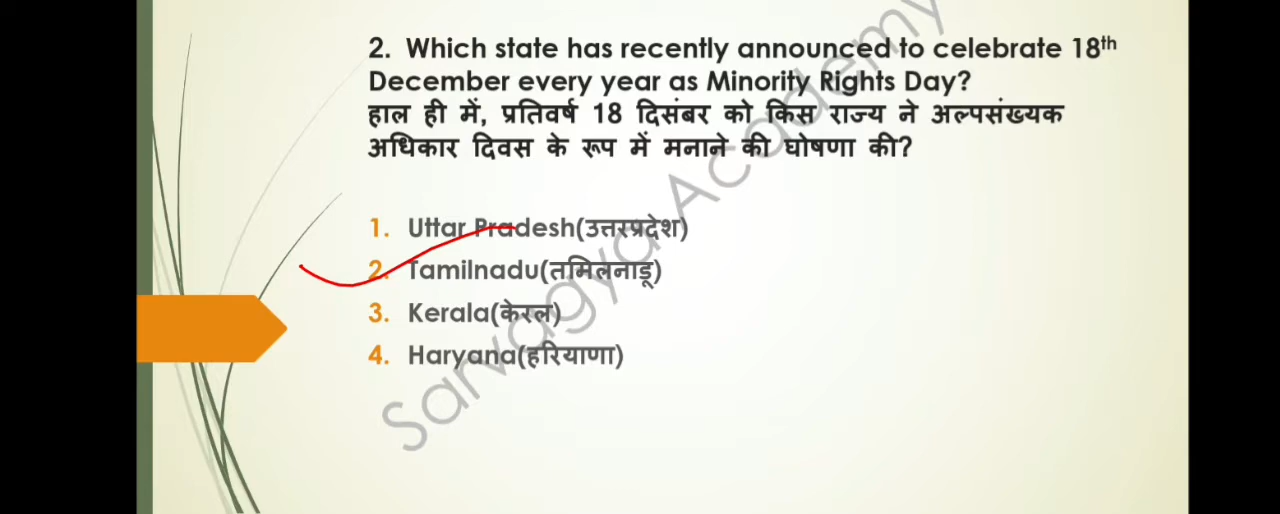 2. Which state has recently announced to celebrate 18th
December every year as Minority Rights Day?
हाल ही में, प्रतिवर्ष 18 दिसंबर को किस राज्य ने अल्पसंख्यक
अधिकार दिवस के रूप में मनाने की घोषणा की?
1. Uttar Pradesh(उत्तरप्रदेश)
2. Tamilnadu(तमिलनाडू)
3. Kerala(केरल)
4. Haryana(हरियाणा)
Sarvagya Academy